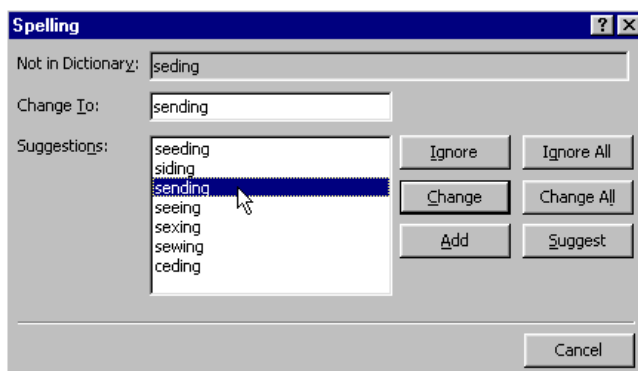 Spelling
Not in Dictionary: seding
Change To: sending
Suggestions:
seeding
siding
sending
seeing
sexing
sewing
ceding
Ignore Ignore All
Change Change All
Add Suggest
Cancel